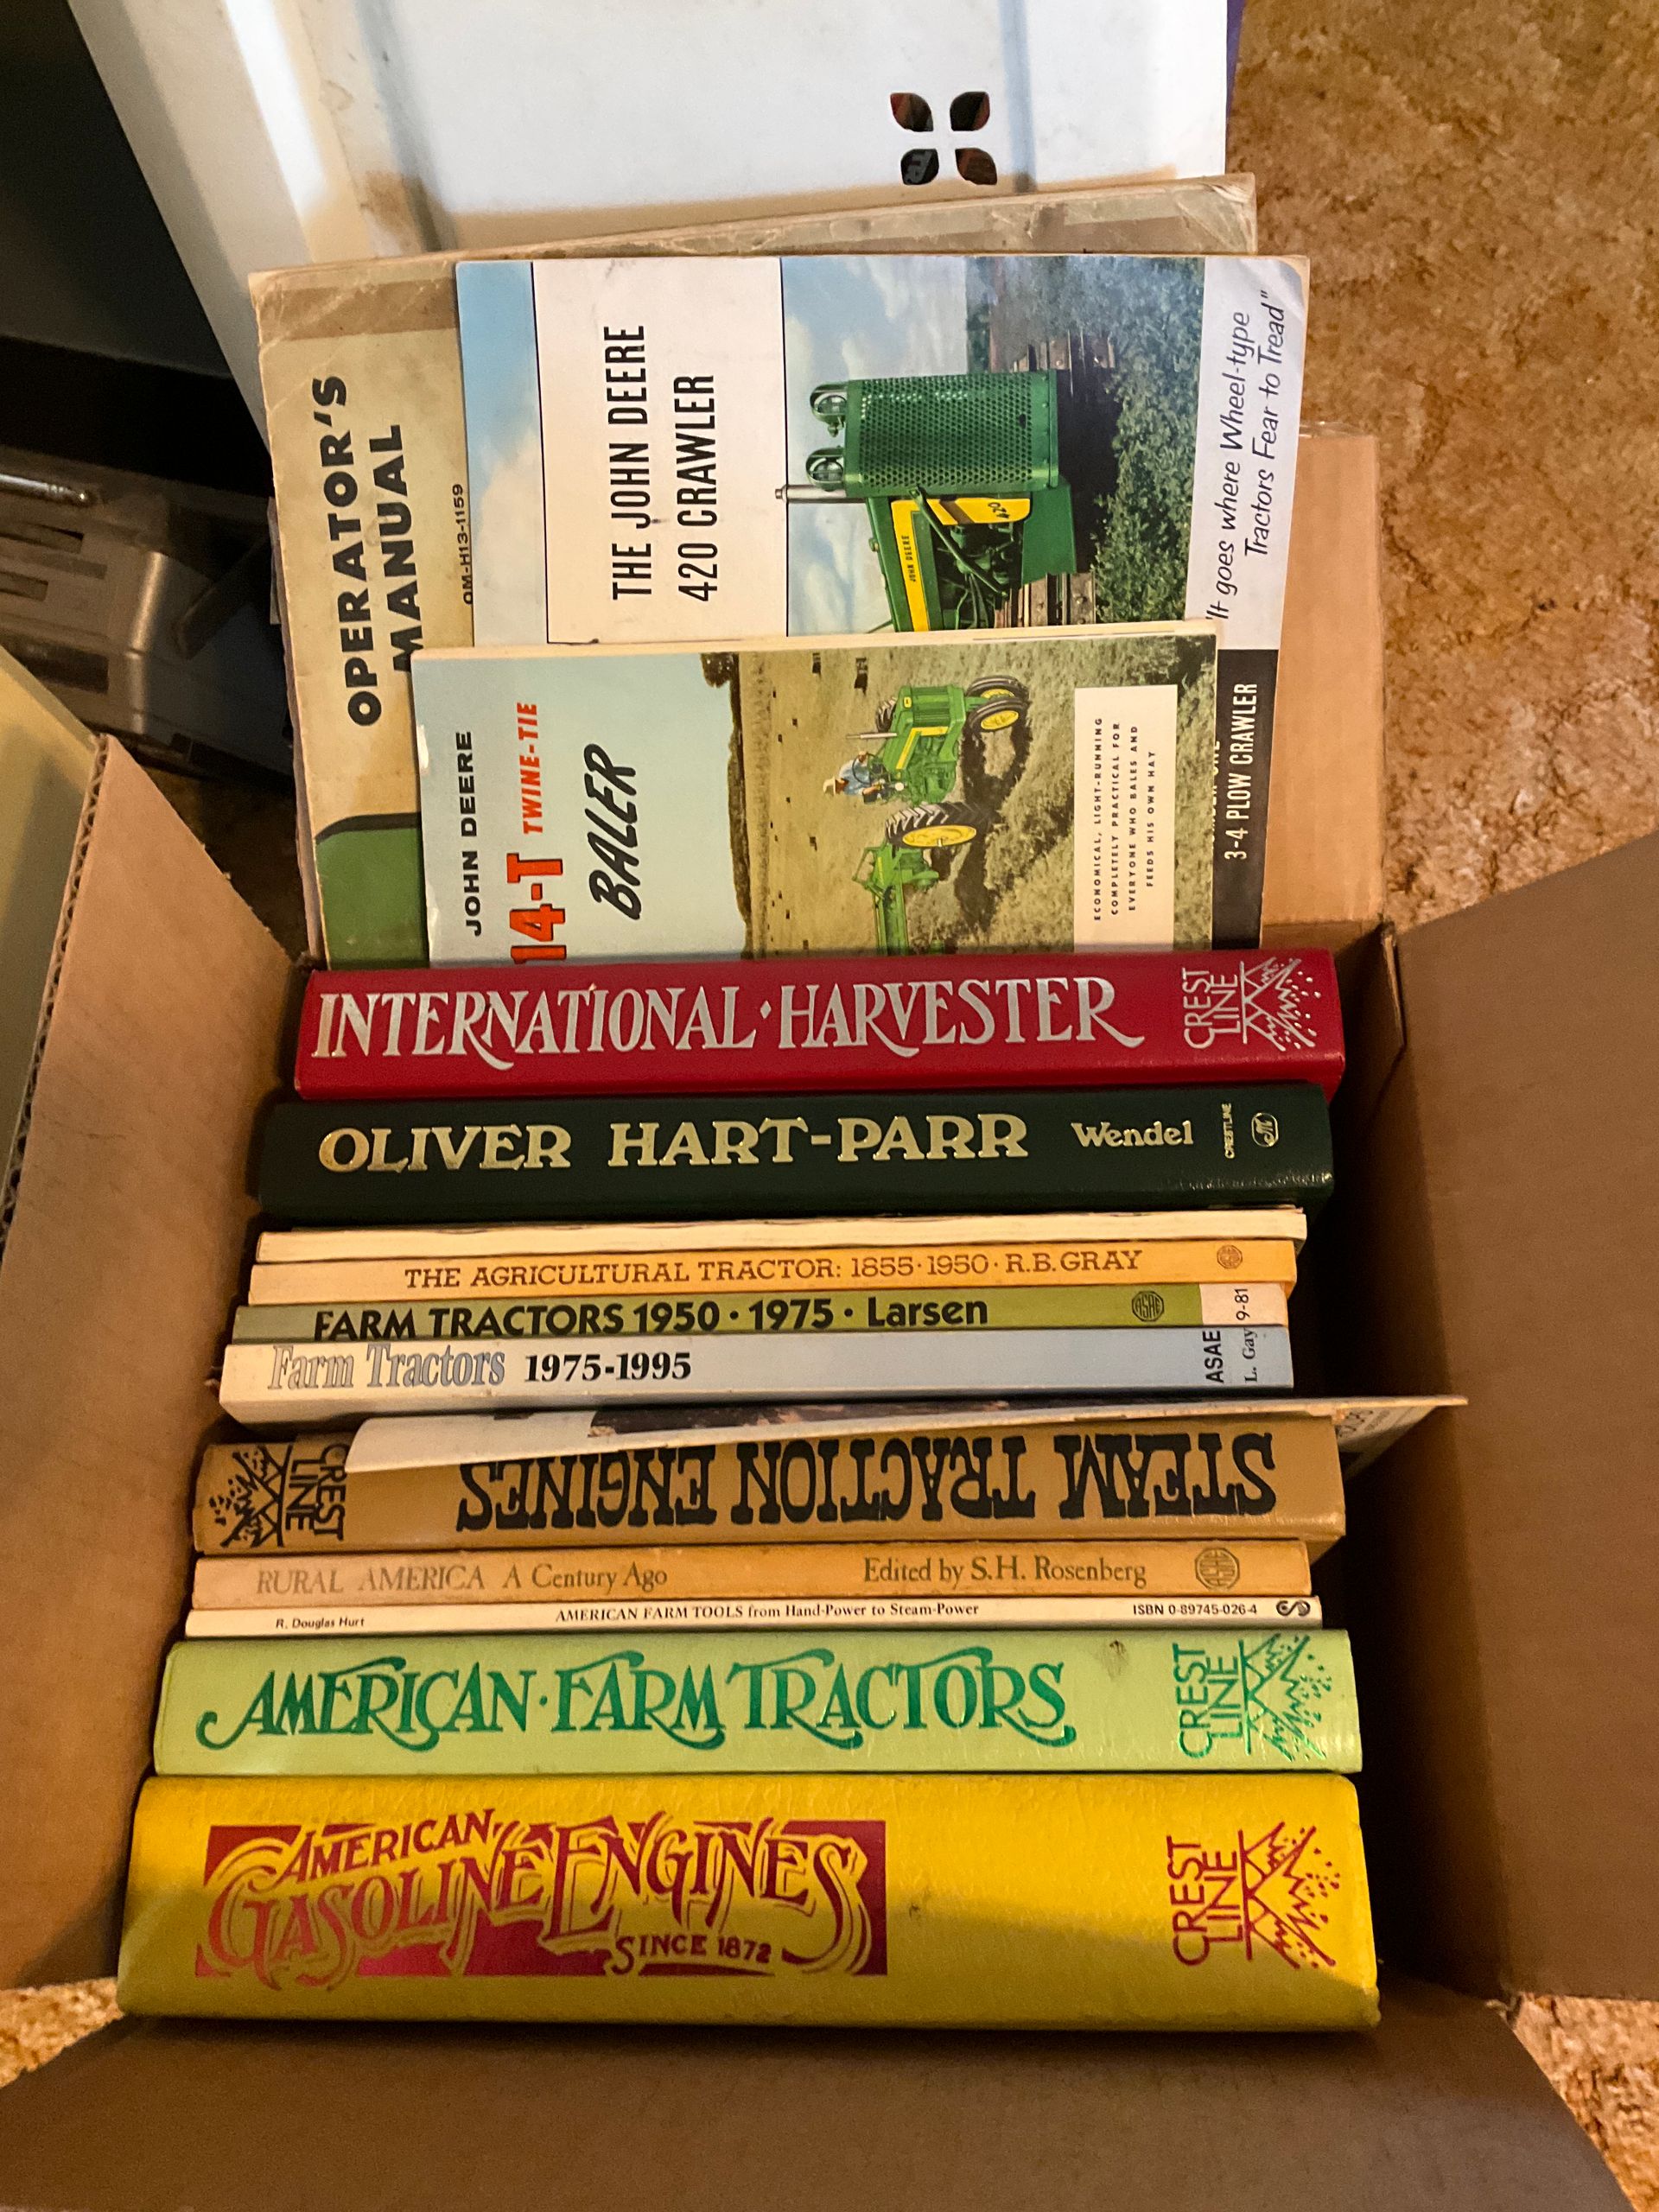 OPERATOR'S
MANUAL
OM-H13-1159
THE JOHN DEERE
420 CRAWLER
JOHN DEERE
420
"It goes where Wheel-type
Tractors Fear to Tread"
3-4 PLOW CRAWLER
JOHN DEERE
14-T TWINE-TIE
BALER
ECONOMICAL, LIGHT-RUNNING
COMPLETELY PRACTICAL FOR
EVERYONE WHO BALES AND
FEEDS HIS OWN HAY
INTERNATIONAL·HARVESTER
CREST
LINE
OLIVER HART-PARR Wendel CRESTLINE
THE AGRICULTURAL TRACTOR: 1855·1950·R.B.GRAY
FARM TRACTORS 1950·1975·Larsen ASAE 9-81
Farm Tractors 1975-1995 ASAE L. Gay
STEAM TRACTION ENGINES
CREST
LINE
RURAL AMERICA A Century Ago Edited by S.H. Rosenberg ASAE
R. Douglas Hurt AMERICAN FARM TOOLS from Hand-Power to Steam-Power ISBN 0-89745-026-4
AMERICAN·FARM TRACTORS
CREST
LINE
AMERICAN
GASOLINE ENGINES
SINCE 1872
CREST
LINE